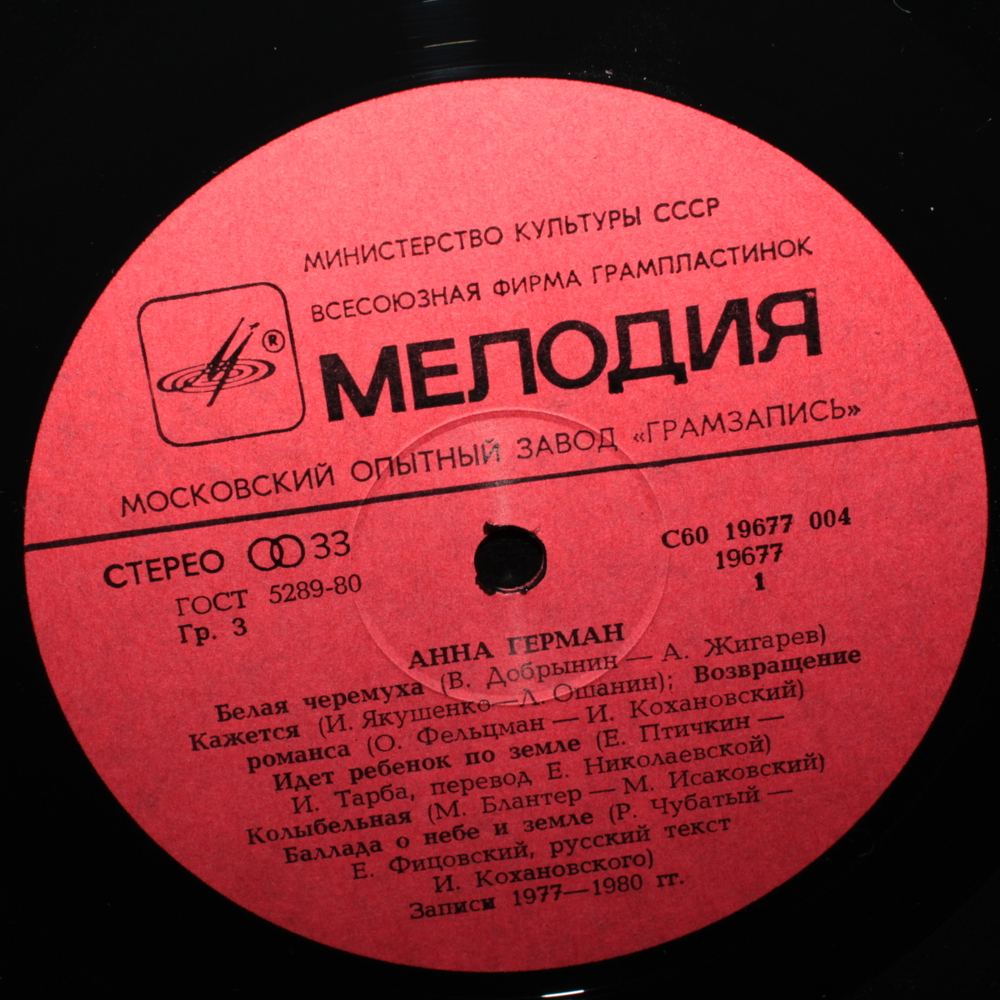 МИНИСТЕРСТВО КУЛЬТУРЫ СССР
ВСЕСОЮЗНАЯ ФИРМА ГРАМПЛАСТИНОК
®
МЕЛОДИЯ
МОСКОВСКИЙ ОПЫТНЫЙ ЗАВОД «ГРАМЗАПИСЬ»
СТЕРЕО 33
ГОСТ 5289-80
Гр. 3
С60 19677 004
19677
1
АННА ГЕРМАН
Белая черемуха (В. Добрынин — А. Жигарев)
Кажется (И. Якушенко—Л. Ошанин); Возвращение
романса (О. Фельцман — И. Кохановский)
Идет ребенок по земле (Е. Птичкин —
И. Тарба, перевод Е. Николаевской)
Колыбельная (М. Блантер — М. Исаковский)
Баллада о небе и земле (Р. Чубатый —
Е. Фицовский, русский текст
И. Кохановского)
Записи 1977—1980 гг.